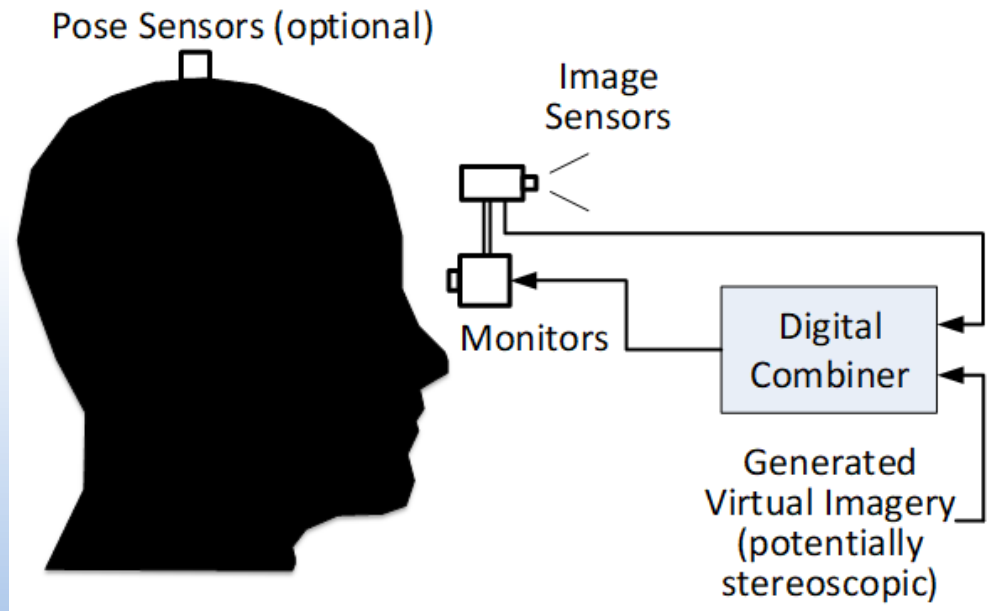 Pose Sensors (optional)
Image
Sensors
Monitors
Digital
Combiner
Generated
Virtual Imagery
(potentially
stereoscopic)